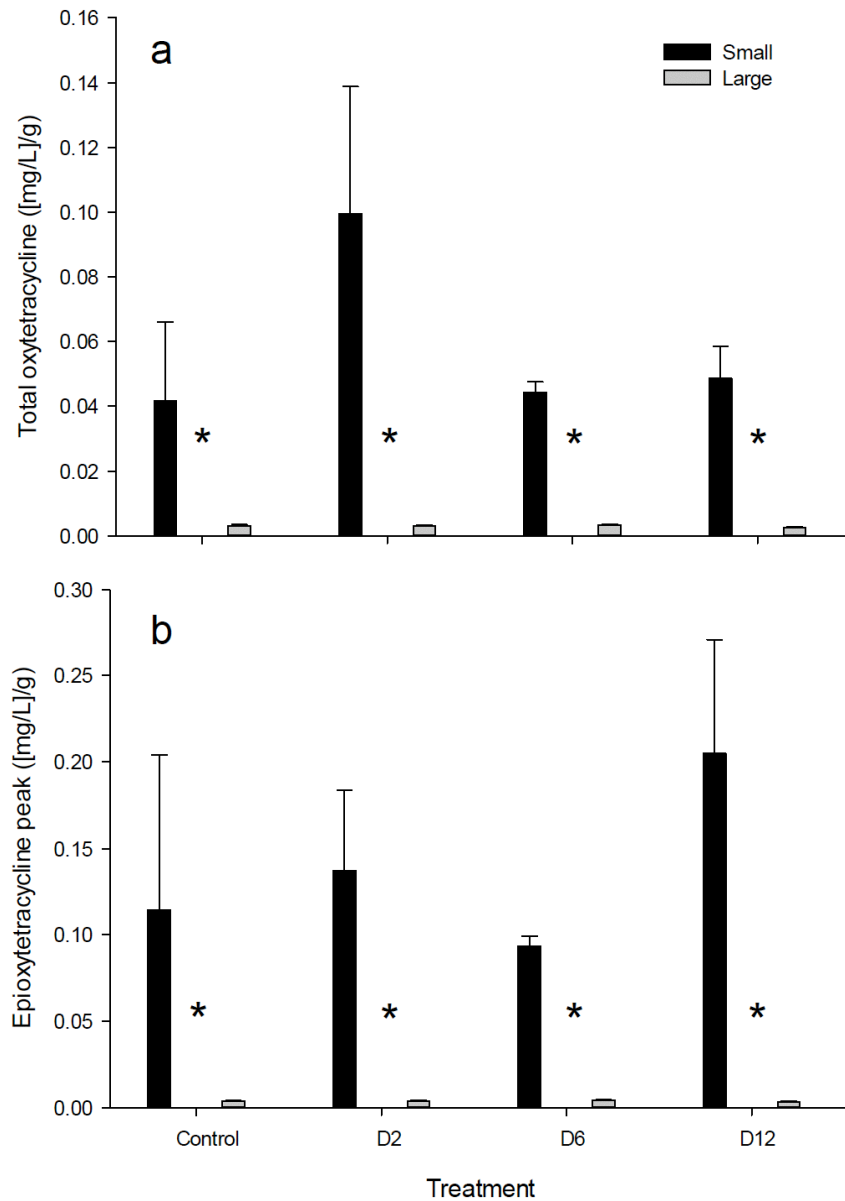 a
Small
Large
Total oxytetracycline ([mg/L]/g)
0.16
0.14
0.12
0.10
0.08
0.06
0.04
0.02
0.00
* * * *
b
Epioxytetracycline peak ([mg/L]/g)
0.30
0.25
0.20
0.15
0.10
0.05
0.00
* * * *
Control D2 D6 D12
Treatment